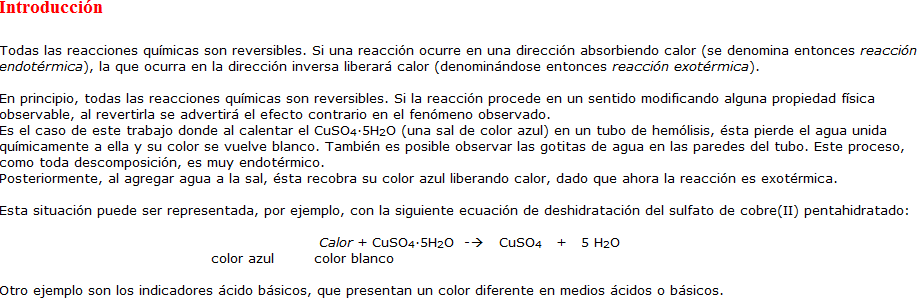 Introducción
Todas las reacciones químicas son reversibles. Si una reacción ocurre en una dirección absorbiendo calor (se denomina entonces reacción
endotérmica), la que ocurra en la dirección inversa liberará calor (denominándose entonces reacción exotérmica).
En principio, todas las reacciones químicas son reversibles. Si la reacción procede en un sentido modificando alguna propiedad física
observable, al revertirla se advertirá el efecto contrario en el fenómeno observado.
Es el caso de este trabajo donde al calentar el CuSO4·5H2O (una sal de color azul) en un tubo de hemólisis, ésta pierde el agua unida
químicamente a ella y su color se vuelve blanco. También es posible observar las gotitas de agua en las paredes del tubo. Este proceso,
como toda descomposición, es muy endotérmico.
Posteriormente, al agregar agua a la sal, ésta recobra su color azul liberando calor, dado que ahora la reacción es exotérmica.
Esta situación puede ser representada, por ejemplo, con la siguiente ecuación de deshidratación del sulfato de cobre(II) pentahidratado:
Calor + CuSO4·5H2O -→ CuSO4 + 5 H2O
color azul color blanco
Otro ejemplo son los indicadores ácido básicos, que presentan un color diferente en medios ácidos o básicos.